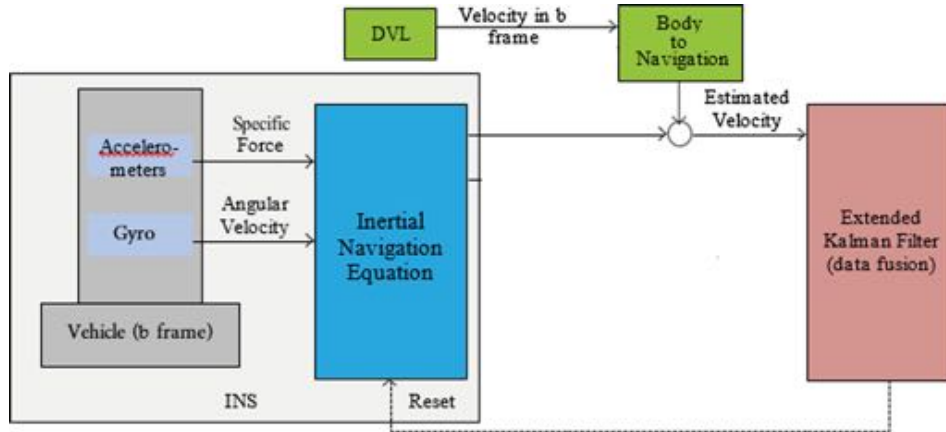 DVL
Velocity in b
frame
Body
to
Navigation
Estimated
Velocity
Accelero-
meters
Specific
Force
Gyro
Angular
Velocity
Inertial
Navigation
Equation
Extended
Kalman Filter
(data fusion)
Vehicle (b frame)
INS
Reset